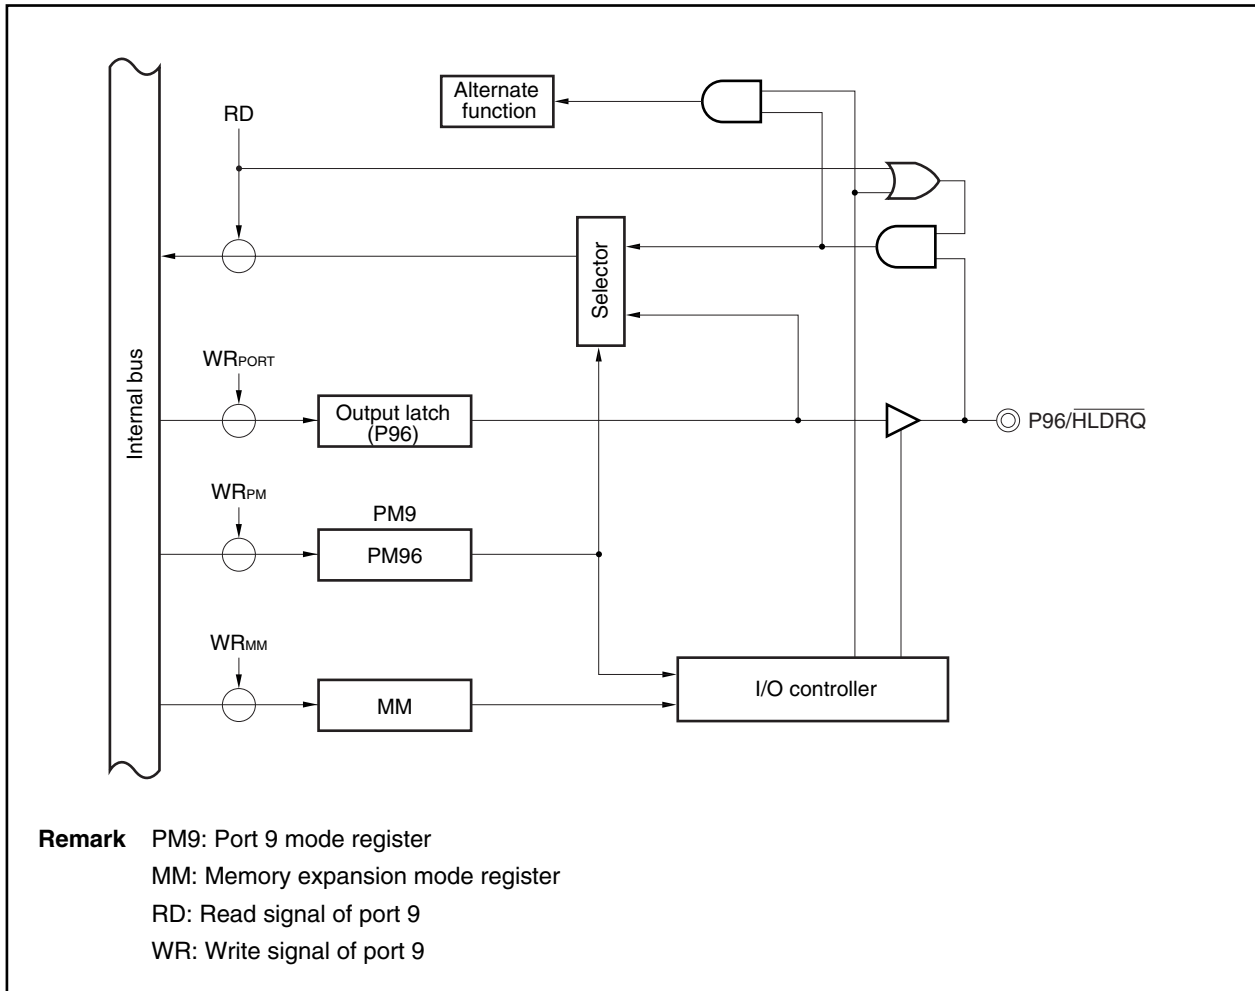 Alternate
function
RD
Selector
Internal bus
WRPORT
Output latch
(P96)
P96/HLDRQ
WRPM
PM9
PM96
WRMM
MM
I/O controller
Remark PM9: Port 9 mode register
MM: Memory expansion mode register
RD: Read signal of port 9
WR: Write signal of port 9